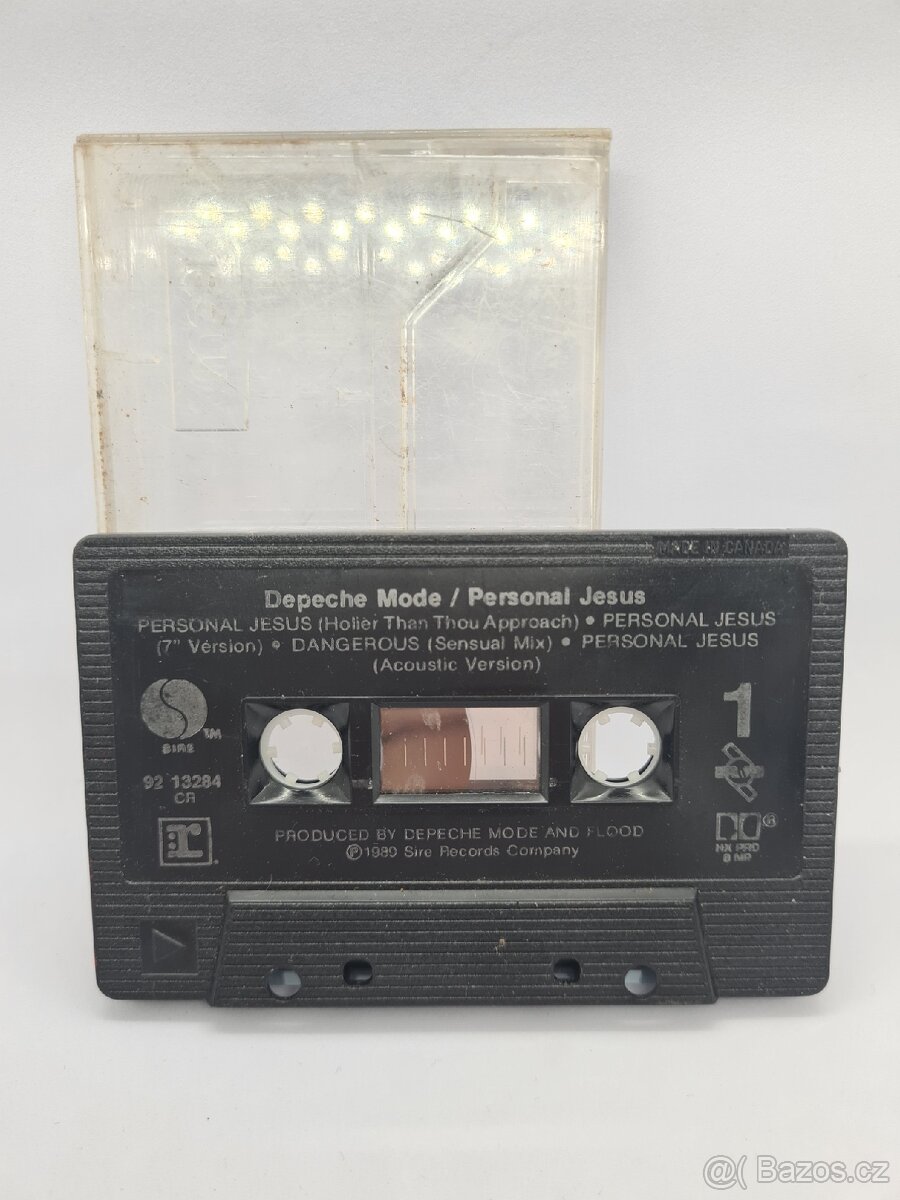 MADE IN CANADA
Depeche Mode / Personal Jesus
PERSONAL JESUS (Holier Than Thou Approach) • PERSONAL JESUS
(7" Version) • DANGEROUS (Sensual Mix) • PERSONAL JESUS
(Acoustic Version)
SIRE™
1
92 13284
CR
r
PRODUCED BY DEPECHE MODE AND FLOOD
℗1989 Sire Records Company
®
NX PRO
B NR
@( Bazos.cz